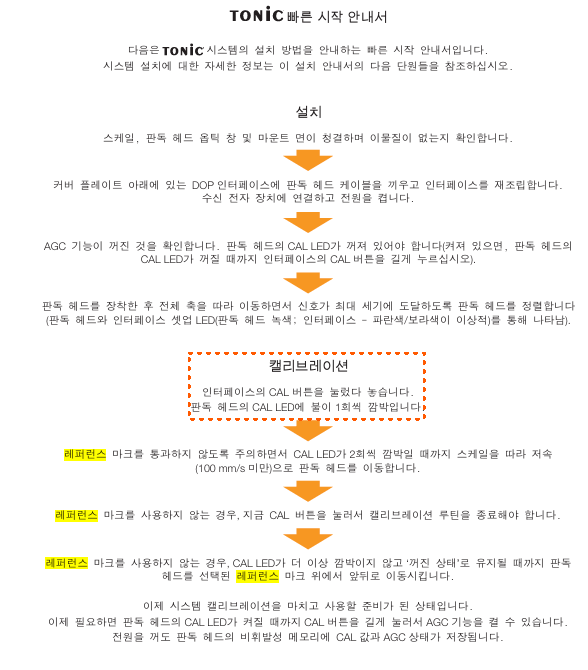 TONiC 빠른 시작 안내서
다음은 TONiC 시스템의 설치 방법을 안내하는 빠른 시작 안내서입니다.
시스템 설치에 대한 자세한 정보는 이 설치 안내서의 다음 단원들을 참조하십시오.
설치
스케일, 판독 헤드 옵틱 창 및 마운트 면이 청결하며 이물질이 없는지 확인합니다.
커버 플레이트 아래에 있는 DOP 인터페이스에 판독 헤드 케이블을 끼우고 인터페이스를 재조립합니다.
수신 전자 장치에 연결하고 전원을 켭니다.
AGC 기능이 꺼진 것을 확인합니다. 판독 헤드의 CAL LED가 꺼져 있어야 합니다(켜져 있으면, 판독 헤드의
CAL LED가 꺼질 때까지 인터페이스의 CAL 버튼을 길게 누르십시오).
판독 헤드를 장착한 후 전체 축을 따라 이동하면서 신호가 최대 세기에 도달하도록 판독 헤드를 정렬합니다
(판독 헤드와 인터페이스 셋업 LED(판독 헤드 녹색; 인터페이스 - 파란색/보라색이 이상적)를 통해 나타남).
캘리브레이션
인터페이스의 CAL 버튼을 눌렀다 놓습니다.
판독 헤드의 CAL LED에 불이 1회씩 깜박입니다.
레퍼런스 마크를 통과하지 않도록 주의하면서 CAL LED가 2회씩 깜박일 때까지 스케일을 따라 저속
(100 mm/s 미만)으로 판독 헤드를 이동합니다.
레퍼런스 마크를 사용하지 않는 경우, 지금 CAL 버튼을 눌러서 캘리브레이션 루틴을 종료해야 합니다.
레퍼런스 마크를 사용하지 않는 경우, CAL LED가 더 이상 깜박이지 않고 '꺼진 상태'로 유지될 때까지 판독
헤드를 선택된 레퍼런스 마크 위에서 앞뒤로 이동시킵니다.
이제 시스템 캘리브레이션을 마치고 사용할 준비가 된 상태입니다.
이제 필요하면 판독 헤드의 CAL LED가 켜질 때까지 CAL 버튼을 길게 눌러서 AGC 기능을 켤 수 있습니다.
전원을 꺼도 판독 헤드의 비휘발성 메모리에 CAL 값과 AGC 상태가 저장됩니다.